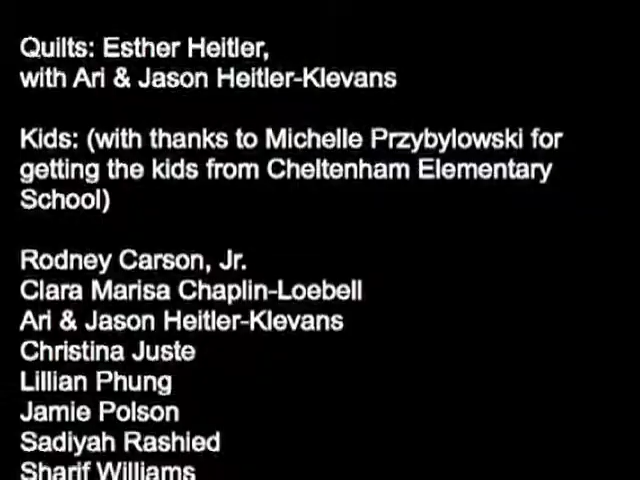 Quilts: Esther Heitler,
with Ari & Jason Heitler-Klevans
Kids: (with thanks to Michelle Przybylowski for
getting the kids from Cheltenham Elementary
School)
Rodney Carson, Jr.
Clara Marisa Chaplin-Loebell
Ari & Jason Heitler-Klevans
Christina Juste
Lillian Phung
Jamie Polson
Sadiyah Rashied
Sharif Williams